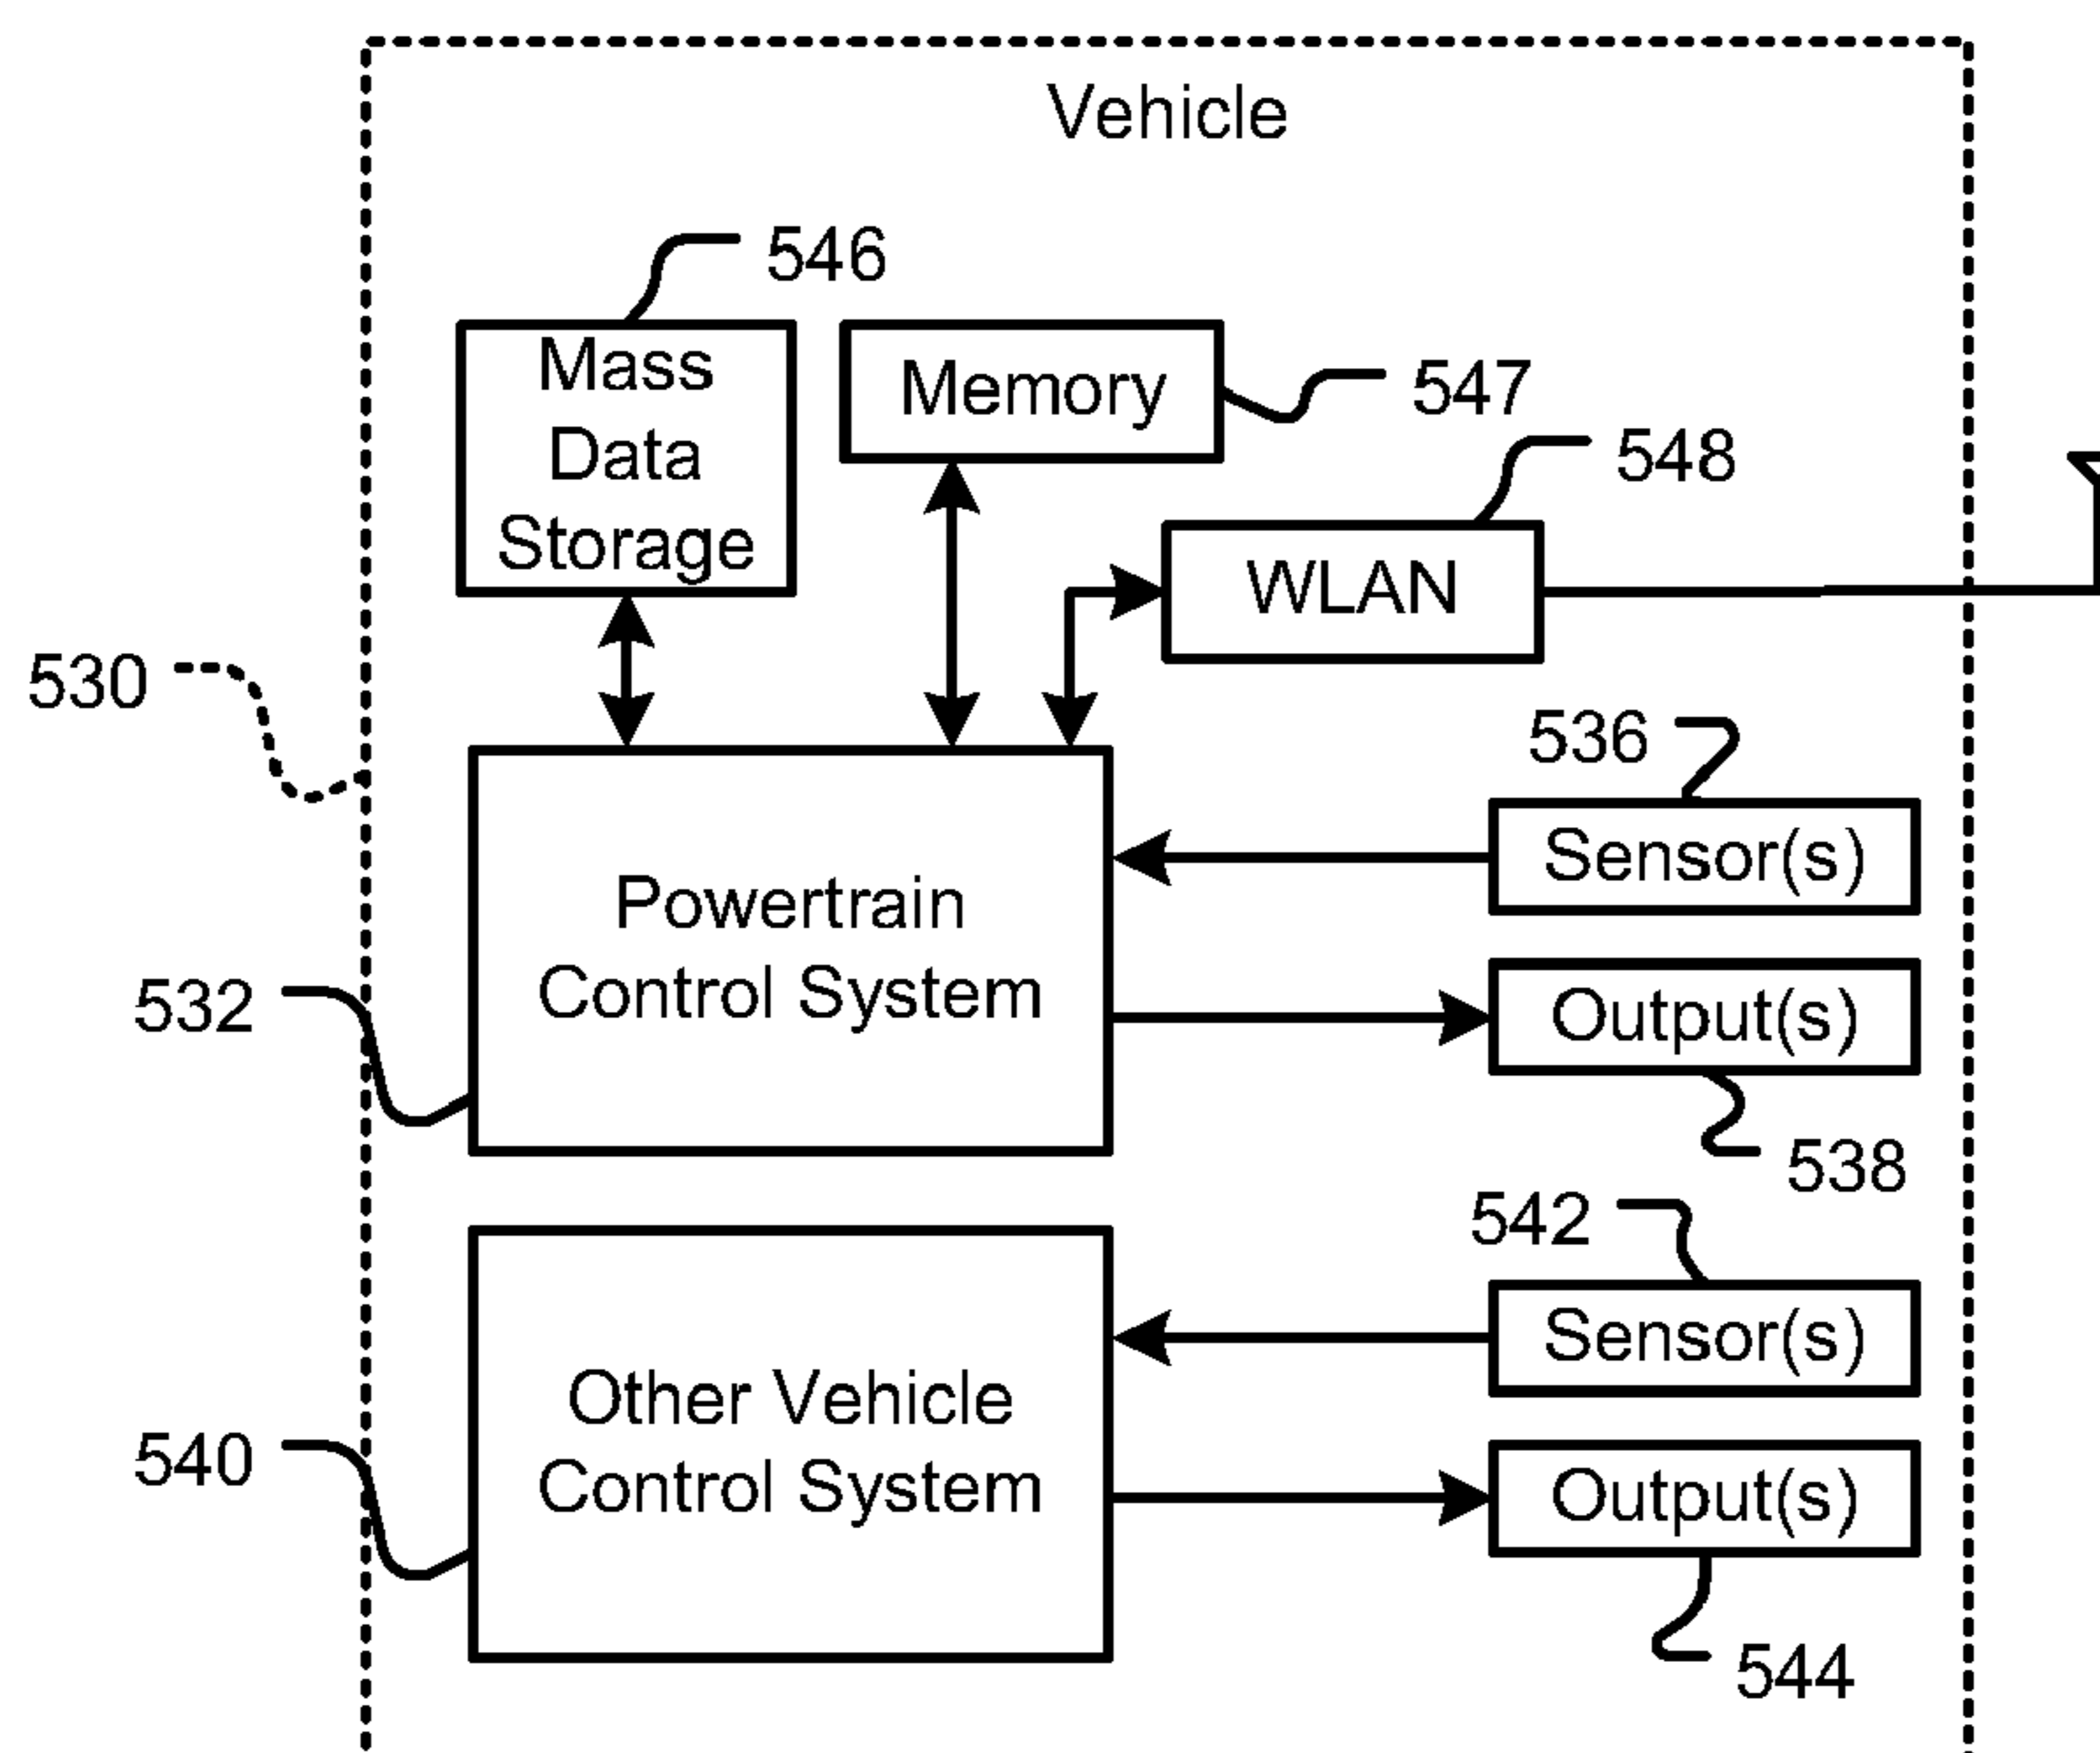 Vehicle
546
Mass
Data
Storage
Memory
547
548
WLAN
530
536
Sensor(s)
Powertrain
Control System
532
Output(s)
538
542
Sensor(s)
Other Vehicle
Control System
540
Output(s)
544